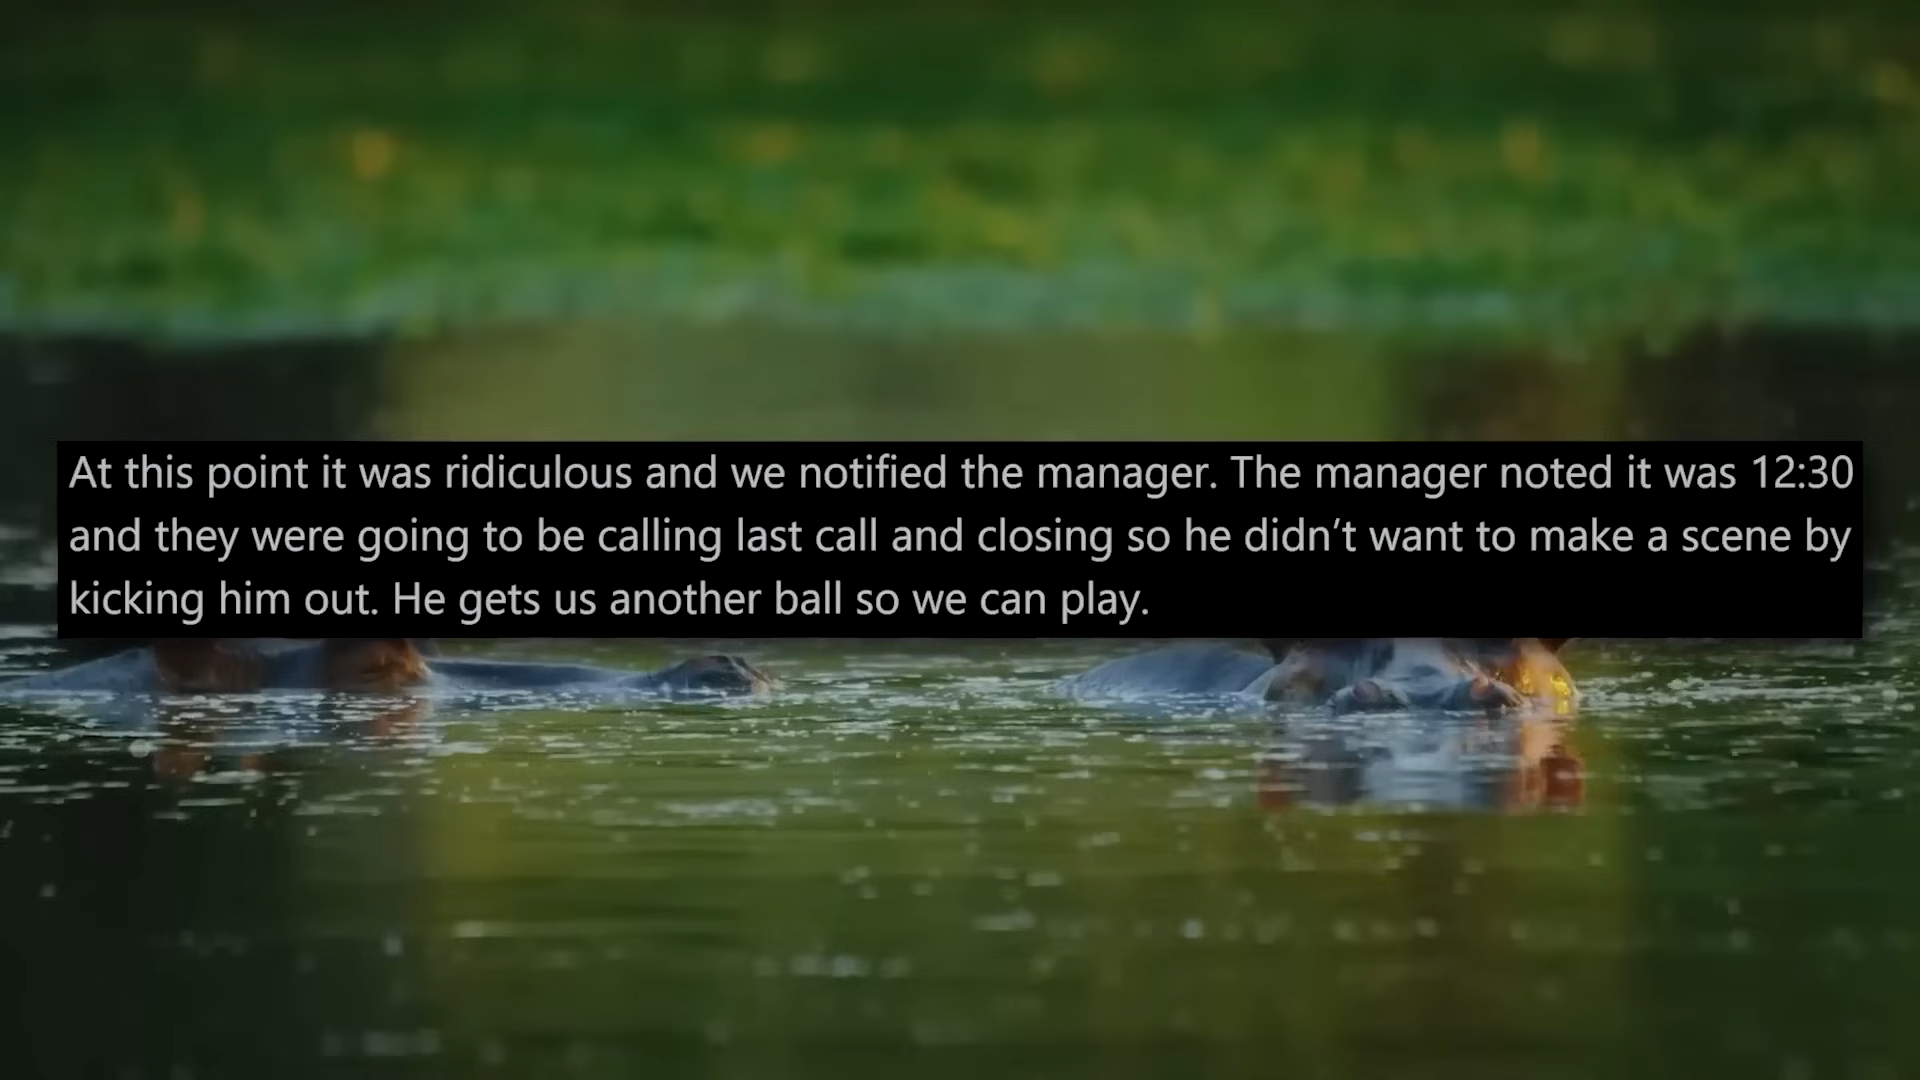 At this point it was ridiculous and we notified the manager. The manager noted it was 12:30
and they were going to be calling last call and closing so he didn’t want to make a scene by
kicking him out. He gets us another ball so we can play.